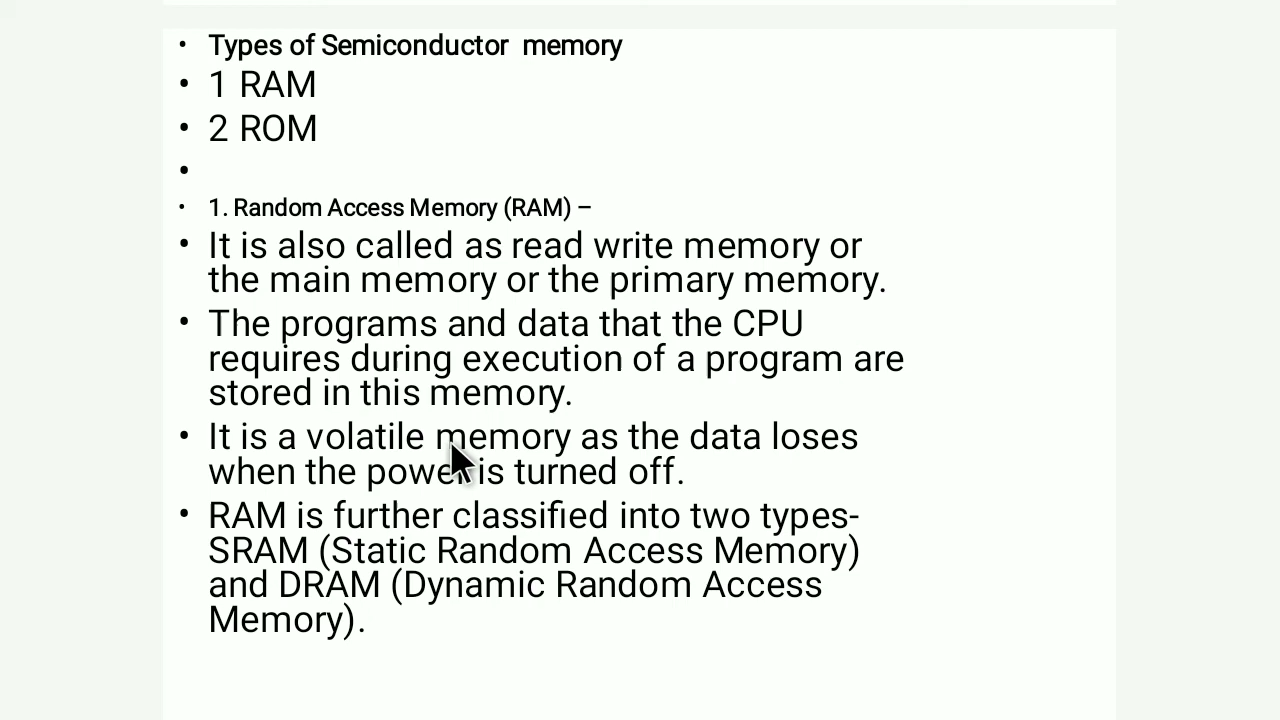 • Types of Semiconductor memory
• 1 RAM
• 2 ROM
•
• 1. Random Access Memory (RAM) –
• It is also called as read write memory or
the main memory or the primary memory.
• The programs and data that the CPU
requires during execution of a program are
stored in this memory.
• It is a volatile memory as the data loses
when the power is turned off.
• RAM is further classified into two types-
SRAM (Static Random Access Memory)
and DRAM (Dynamic Random Access
Memory).